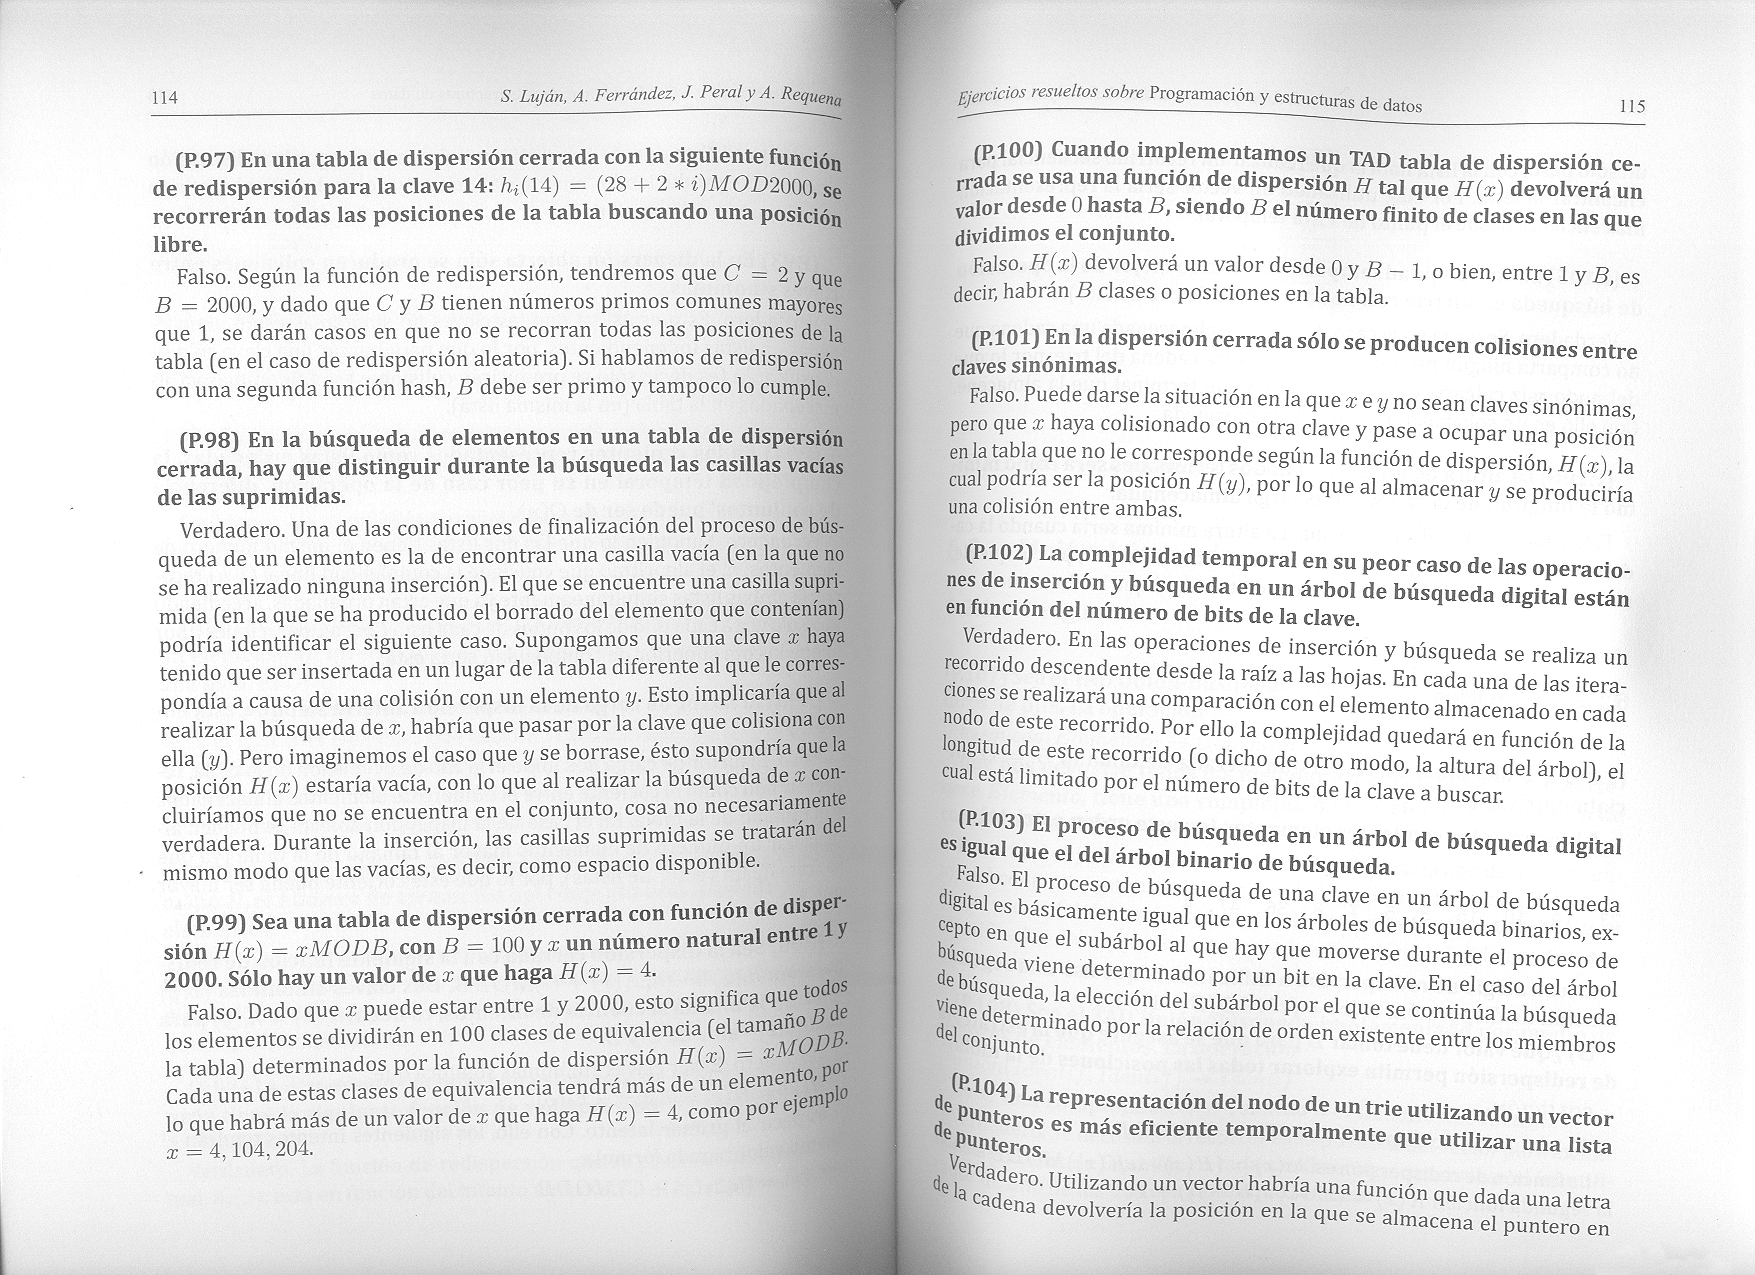 114 S. Luján, A. Ferrández, J. Peral y A. Requena
(P.97) En una tabla de dispersión cerrada con la siguiente función
de redispersión para la clave 14: hᵢ(14) = (28 + 2 ∗ i)MOD2000, se
recorrerán todas las posiciones de la tabla buscando una posición
libre.
Falso. Según la función de redispersión, tendremos que C = 2 y que
B = 2000, y dado que C y B tienen números primos comunes mayores
que 1, se darán casos en que no se recorran todas las posiciones de la
tabla (en el caso de redispersión aleatoria). Si hablamos de redispersión
con una segunda función hash, B debe ser primo y tampoco lo cumple.
(P.98) En la búsqueda de elementos en una tabla de dispersión
cerrada, hay que distinguir durante la búsqueda las casillas vacías
de las suprimidas.
Verdadero. Una de las condiciones de finalización del proceso de bús-
queda de un elemento es la de encontrar una casilla vacía (en la que no
se ha realizado ninguna inserción). El que se encuentre una casilla supri-
mida (en la que se ha producido el borrado del elemento que contenían)
podría identificar el siguiente caso. Supongamos que una clave x haya
tenido que ser insertada en un lugar de la tabla diferente al que le corres-
pondía a causa de una colisión con un elemento y. Esto implicaría que al
realizar la búsqueda de x, habría que pasar por la clave que colisiona con
ella (y). Pero imaginemos el caso que y se borrase, ésto supondría que la
posición H(x) estaría vacía, con lo que al realizar la búsqueda de x con-
cluiríamos que no se encuentra en el conjunto, cosa no necesariamente
verdadera. Durante la inserción, las casillas suprimidas se tratarán del
mismo modo que las vacías, es decir, como espacio disponible.
(P.99) Sea una tabla de dispersión cerrada con función de disper-
sión H(x) = xMODB, con B = 100 y x un número natural entre 1 y
2000. Sólo hay un valor de x que haga H(x) = 4.
Falso. Dado que x puede estar entre 1 y 2000, esto significa que todos
los elementos se dividirán en 100 clases de equivalencia (el tamaño B de
la tabla) determinados por la función de dispersión H(x) = xMODB.
Cada una de estas clases de equivalencia tendrá más de un elemento, por
lo que habrá más de un valor de x que haga H(x) = 4, como por ejemplo
x = 4, 104, 204.
Ejercicios resueltos sobre Programación y estructuras de datos 115
(P.100) Cuando implementamos un TAD tabla de dispersión ce-
rrada se usa una función de dispersión H tal que H(x) devolverá un
valor desde 0 hasta B, siendo B el número finito de clases en las que
dividimos el conjunto.
Falso. H(x) devolverá un valor desde 0 y B − 1, o bien, entre 1 y B, es
decir, habrán B clases o posiciones en la tabla.
(P.101) En la dispersión cerrada sólo se producen colisiones entre
claves sinónimas.
Falso. Puede darse la situación en la que x e y no sean claves sinónimas,
pero que x haya colisionado con otra clave y pase a ocupar una posición
en la tabla que no le corresponde según la función de dispersión, H(x), la
cual podría ser la posición H(y), por lo que al almacenar y se produciría
una colisión entre ambas.
(P.102) La complejidad temporal en su peor caso de las operacio-
nes de inserción y búsqueda en un árbol de búsqueda digital están
en función del número de bits de la clave.
Verdadero. En las operaciones de inserción y búsqueda se realiza un
recorrido descendente desde la raíz a las hojas. En cada una de las itera-
ciones se realizará una comparación con el elemento almacenado en cada
nodo de este recorrido. Por ello la complejidad quedará en función de la
longitud de este recorrido (o dicho de otro modo, la altura del árbol), el
cual está limitado por el número de bits de la clave a buscar.
(P.103) El proceso de búsqueda en un árbol de búsqueda digital
es igual que el del árbol binario de búsqueda.
Falso. El proceso de búsqueda de una clave en un árbol de búsqueda
digital es básicamente igual que en los árboles de búsqueda binarios, ex-
cepto en que el subárbol al que hay que moverse durante el proceso de
búsqueda viene determinado por un bit en la clave. En el caso del árbol
de búsqueda, la elección del subárbol por el que se continúa la búsqueda
viene determinado por la relación de orden existente entre los miembros
del conjunto.
(P.104) La representación del nodo de un trie utilizando un vector
de punteros es más eficiente temporalmente que utilizar una lista
de punteros.
Verdadero. Utilizando un vector habría una función que dada una letra
de la cadena devolvería la posición en la que se almacena el puntero en